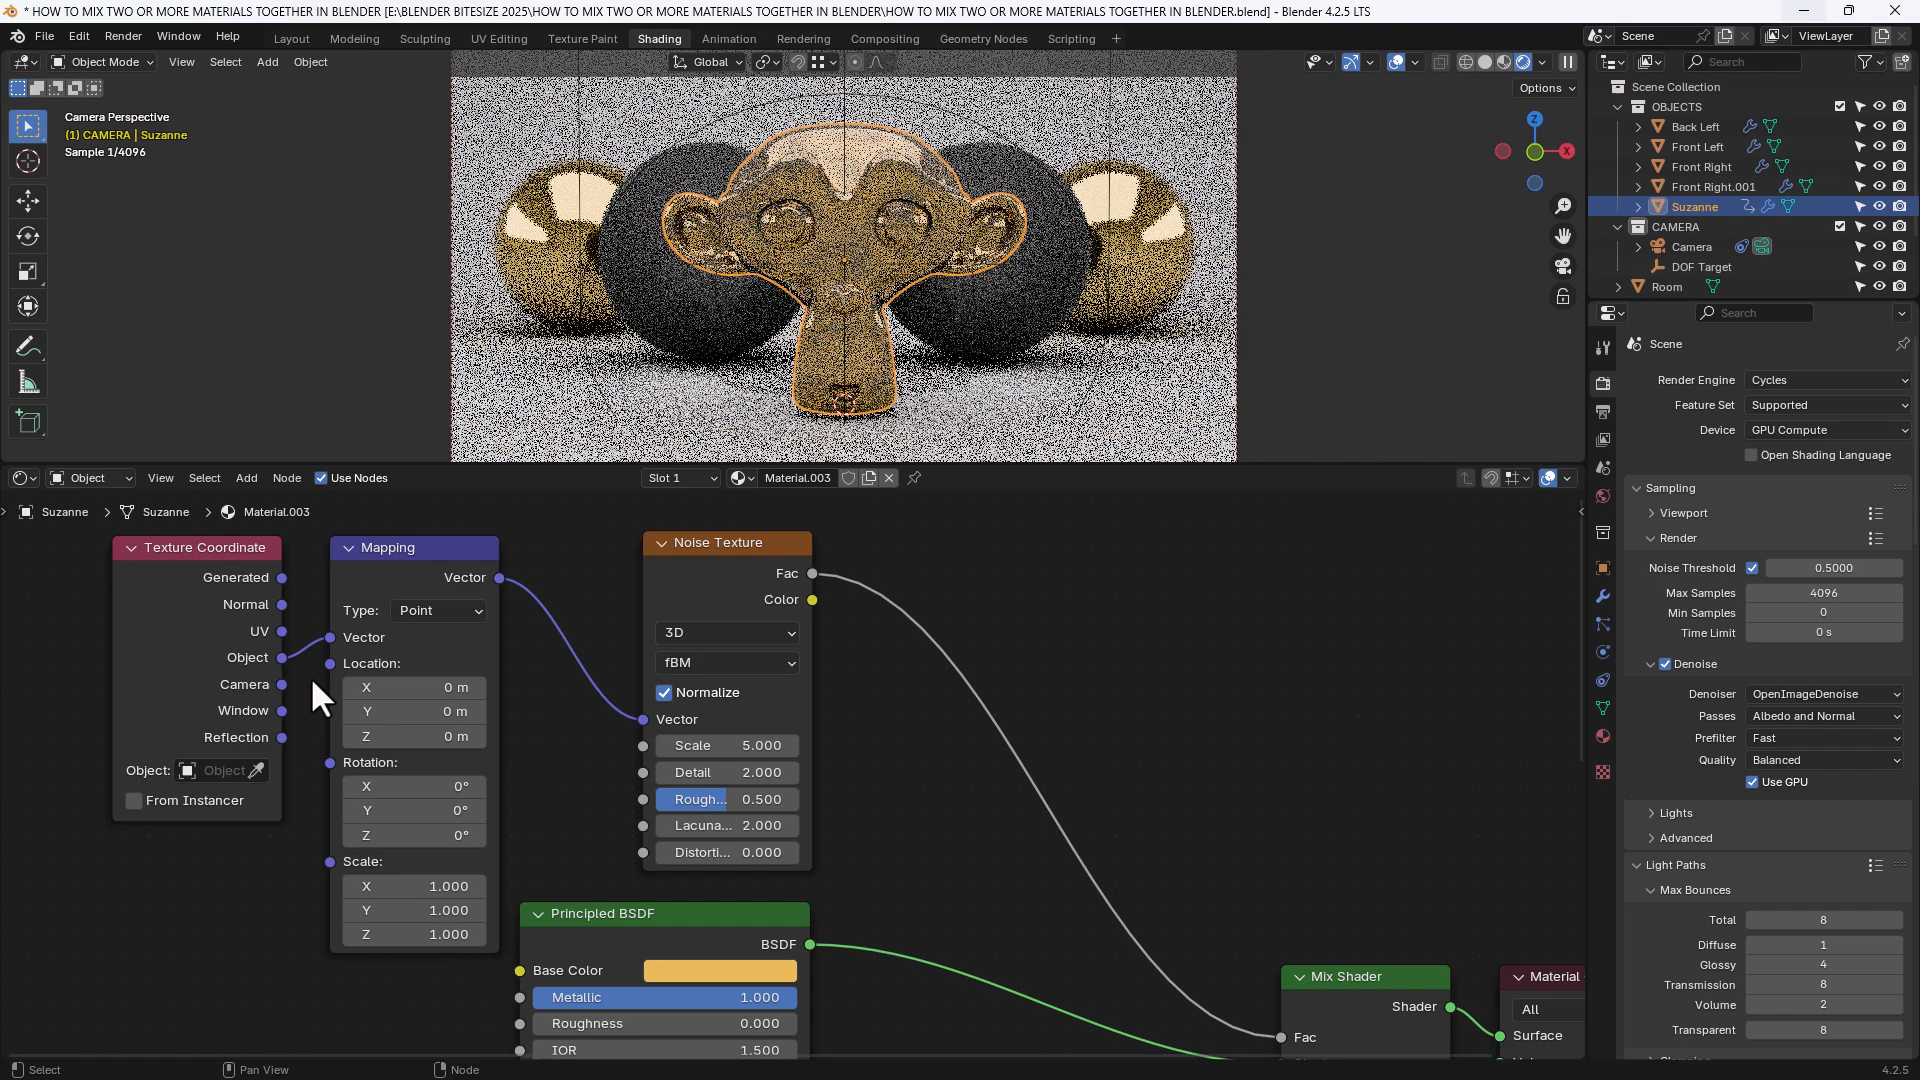 * HOW TO MIX TWO OR MORE MATERIALS TOGETHER IN BLENDER [E:\BLENDER BITESIZE 2025\HOW TO MIX TWO OR MORE MATERIALS TOGETHER IN BLENDER\HOW TO MIX TWO OR MORE MATERIALS TOGETHER IN BLENDER.blend] - Blender 4.2.5 LTS
File Edit Render Window Help Layout Modeling Sculpting UV Editing Texture Paint Shading Animation Rendering Compositing Geometry Nodes Scripting + Scene ViewLayer
Object Mode View Select Add Object Global Search
Options
Camera Perspective
(1) CAMERA | Suzanne
Sample 1/4096
Z
X
Scene Collection
OBJECTS
Back Left
Front Left
Front Right
Front Right.001
Suzanne
CAMERA
Camera
DOF Target
Room
Search
Scene
Render Engine Cycles
Feature Set Supported
Device GPU Compute
Open Shading Language
Sampling
Viewport
Render
Noise Threshold 0.5000
Max Samples 4096
Min Samples 0
Time Limit 0 s
Denoise
Denoiser OpenImageDenoise
Passes Albedo and Normal
Prefilter Fast
Quality Balanced
Use GPU
Lights
Advanced
Light Paths
Max Bounces
Total 8
Diffuse 1
Glossy 4
Transmission 8
Volume 2
Transparent 8
Object View Select Add Node Use Nodes Slot 1 Material.003
Suzanne > Suzanne > Material.003
Texture Coordinate
Generated
Normal
UV
Object
Camera
Window
Reflection
Object: Object
From Instancer
Mapping
Vector
Type: Point
Vector
Location:
X 0 m
Y 0 m
Z 0 m
Rotation:
X 0°
Y 0°
Z 0°
Scale:
X 1.000
Y 1.000
Z 1.000
Noise Texture
Fac
Color
3D
fBM
Normalize
Vector
Scale 5.000
Detail 2.000
Rough... 0.500
Lacuna... 2.000
Distorti... 0.000
Principled BSDF
BSDF
Base Color
Metallic 1.000
Roughness 0.000
IOR 1.500
Mix Shader
Shader
Fac
Material
All
Surface
Select Pan View Node 4.2.5